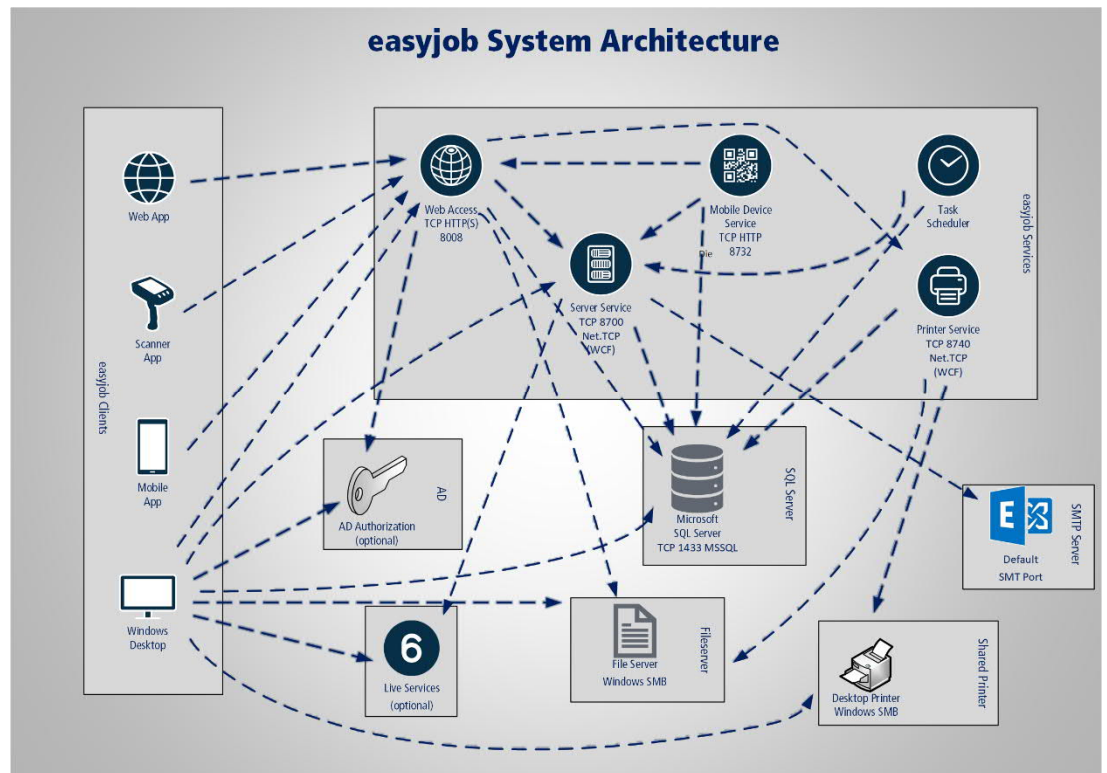 easyjob System Architecture
easyjob Clients
Web App
Scanner
App
Mobile
App
Windows
Desktop
easyjob Services
Web Access
TCP HTTP(S)
8008
Mobile Device
Service
TCP HTTP
8732
Die
Task
Scheduler
Server Service
TCP 8700
Net.TCP
(WCF)
Printer Service
TCP 8740
Net.TCP
(WCF)
AD
AD Authorization
(optional)
SQL Server
Microsoft
SQL Server
TCP 1433 MSSQL
SMTP Server
E
Default
SMT Port
6
Live Services
(optional)
Fileserver
File Server
Windows SMB
Shared Printer
Desktop Printer
Windows SMB